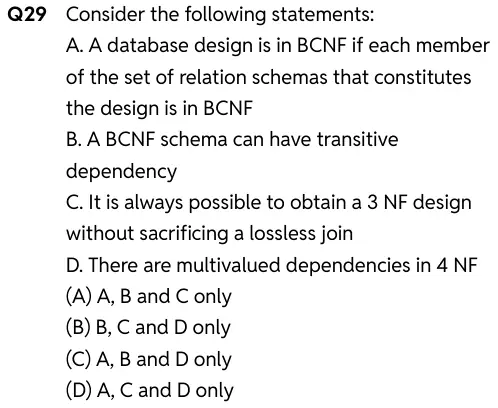 Q29 Consider the following statements:
A. A database design is in BCNF if each member
of the set of relation schemas that constitutes
the design is in BCNF
B. A BCNF schema can have transitive
dependency
C. It is always possible to obtain a 3 NF design
without sacrificing a lossless join
D. There are multivalued dependencies in 4 NF
(A) A, B and C only
(B) B, C and D only
(C) A, B and D only
(D) A, C and D only